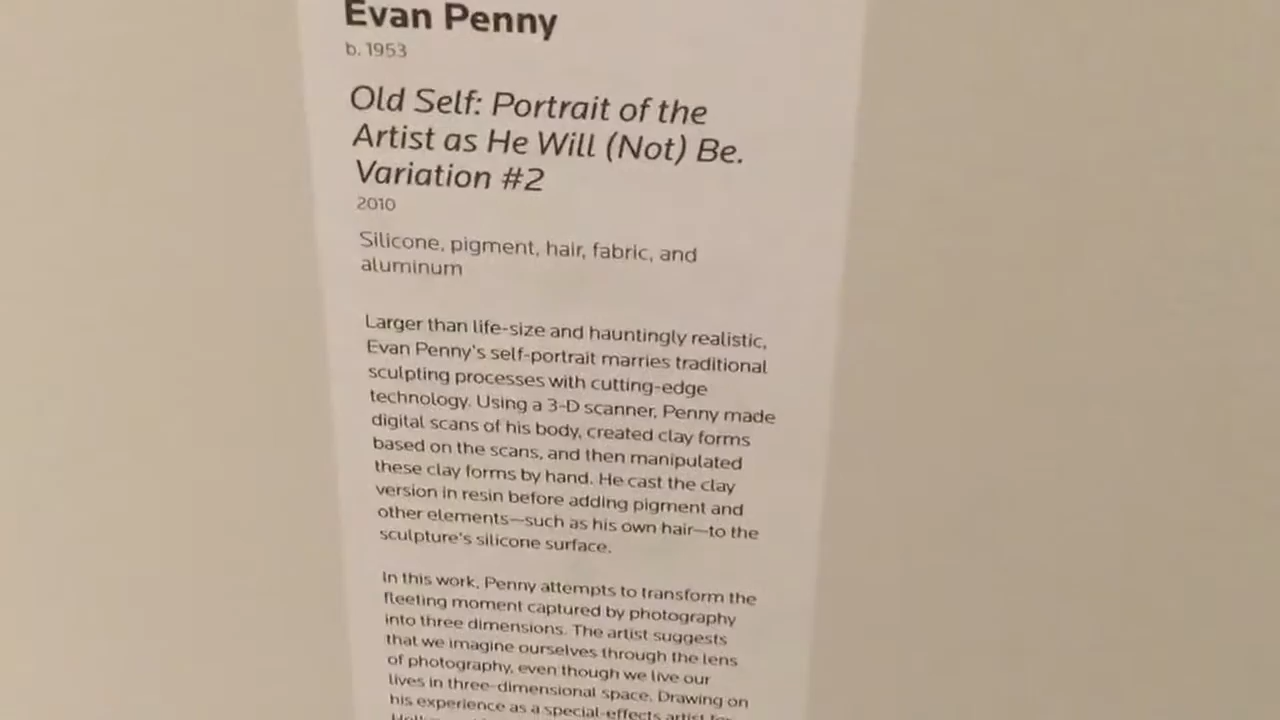 Evan Penny
b. 1953
Old Self: Portrait of the
Artist as He Will (Not) Be.
Variation #2
2010
Silicone, pigment, hair, fabric, and
aluminum
Larger than life-size and hauntingly realistic,
Evan Penny's self-portrait marries traditional
sculpting processes with cutting-edge
technology. Using a 3-D scanner, Penny made
digital scans of his body, created clay forms
based on the scans, and then manipulated
these clay forms by hand. He cast the clay
version in resin before adding pigment and
other elements—such as his own hair—to the
sculpture's silicone surface.
In this work, Penny attempts to transform the
fleeting moment captured by photography
into three dimensions. The artist suggests
that we imagine ourselves through the lens
of photography, even though we live our
lives in three-dimensional space. Drawing on
his experience as a special-effects artist for